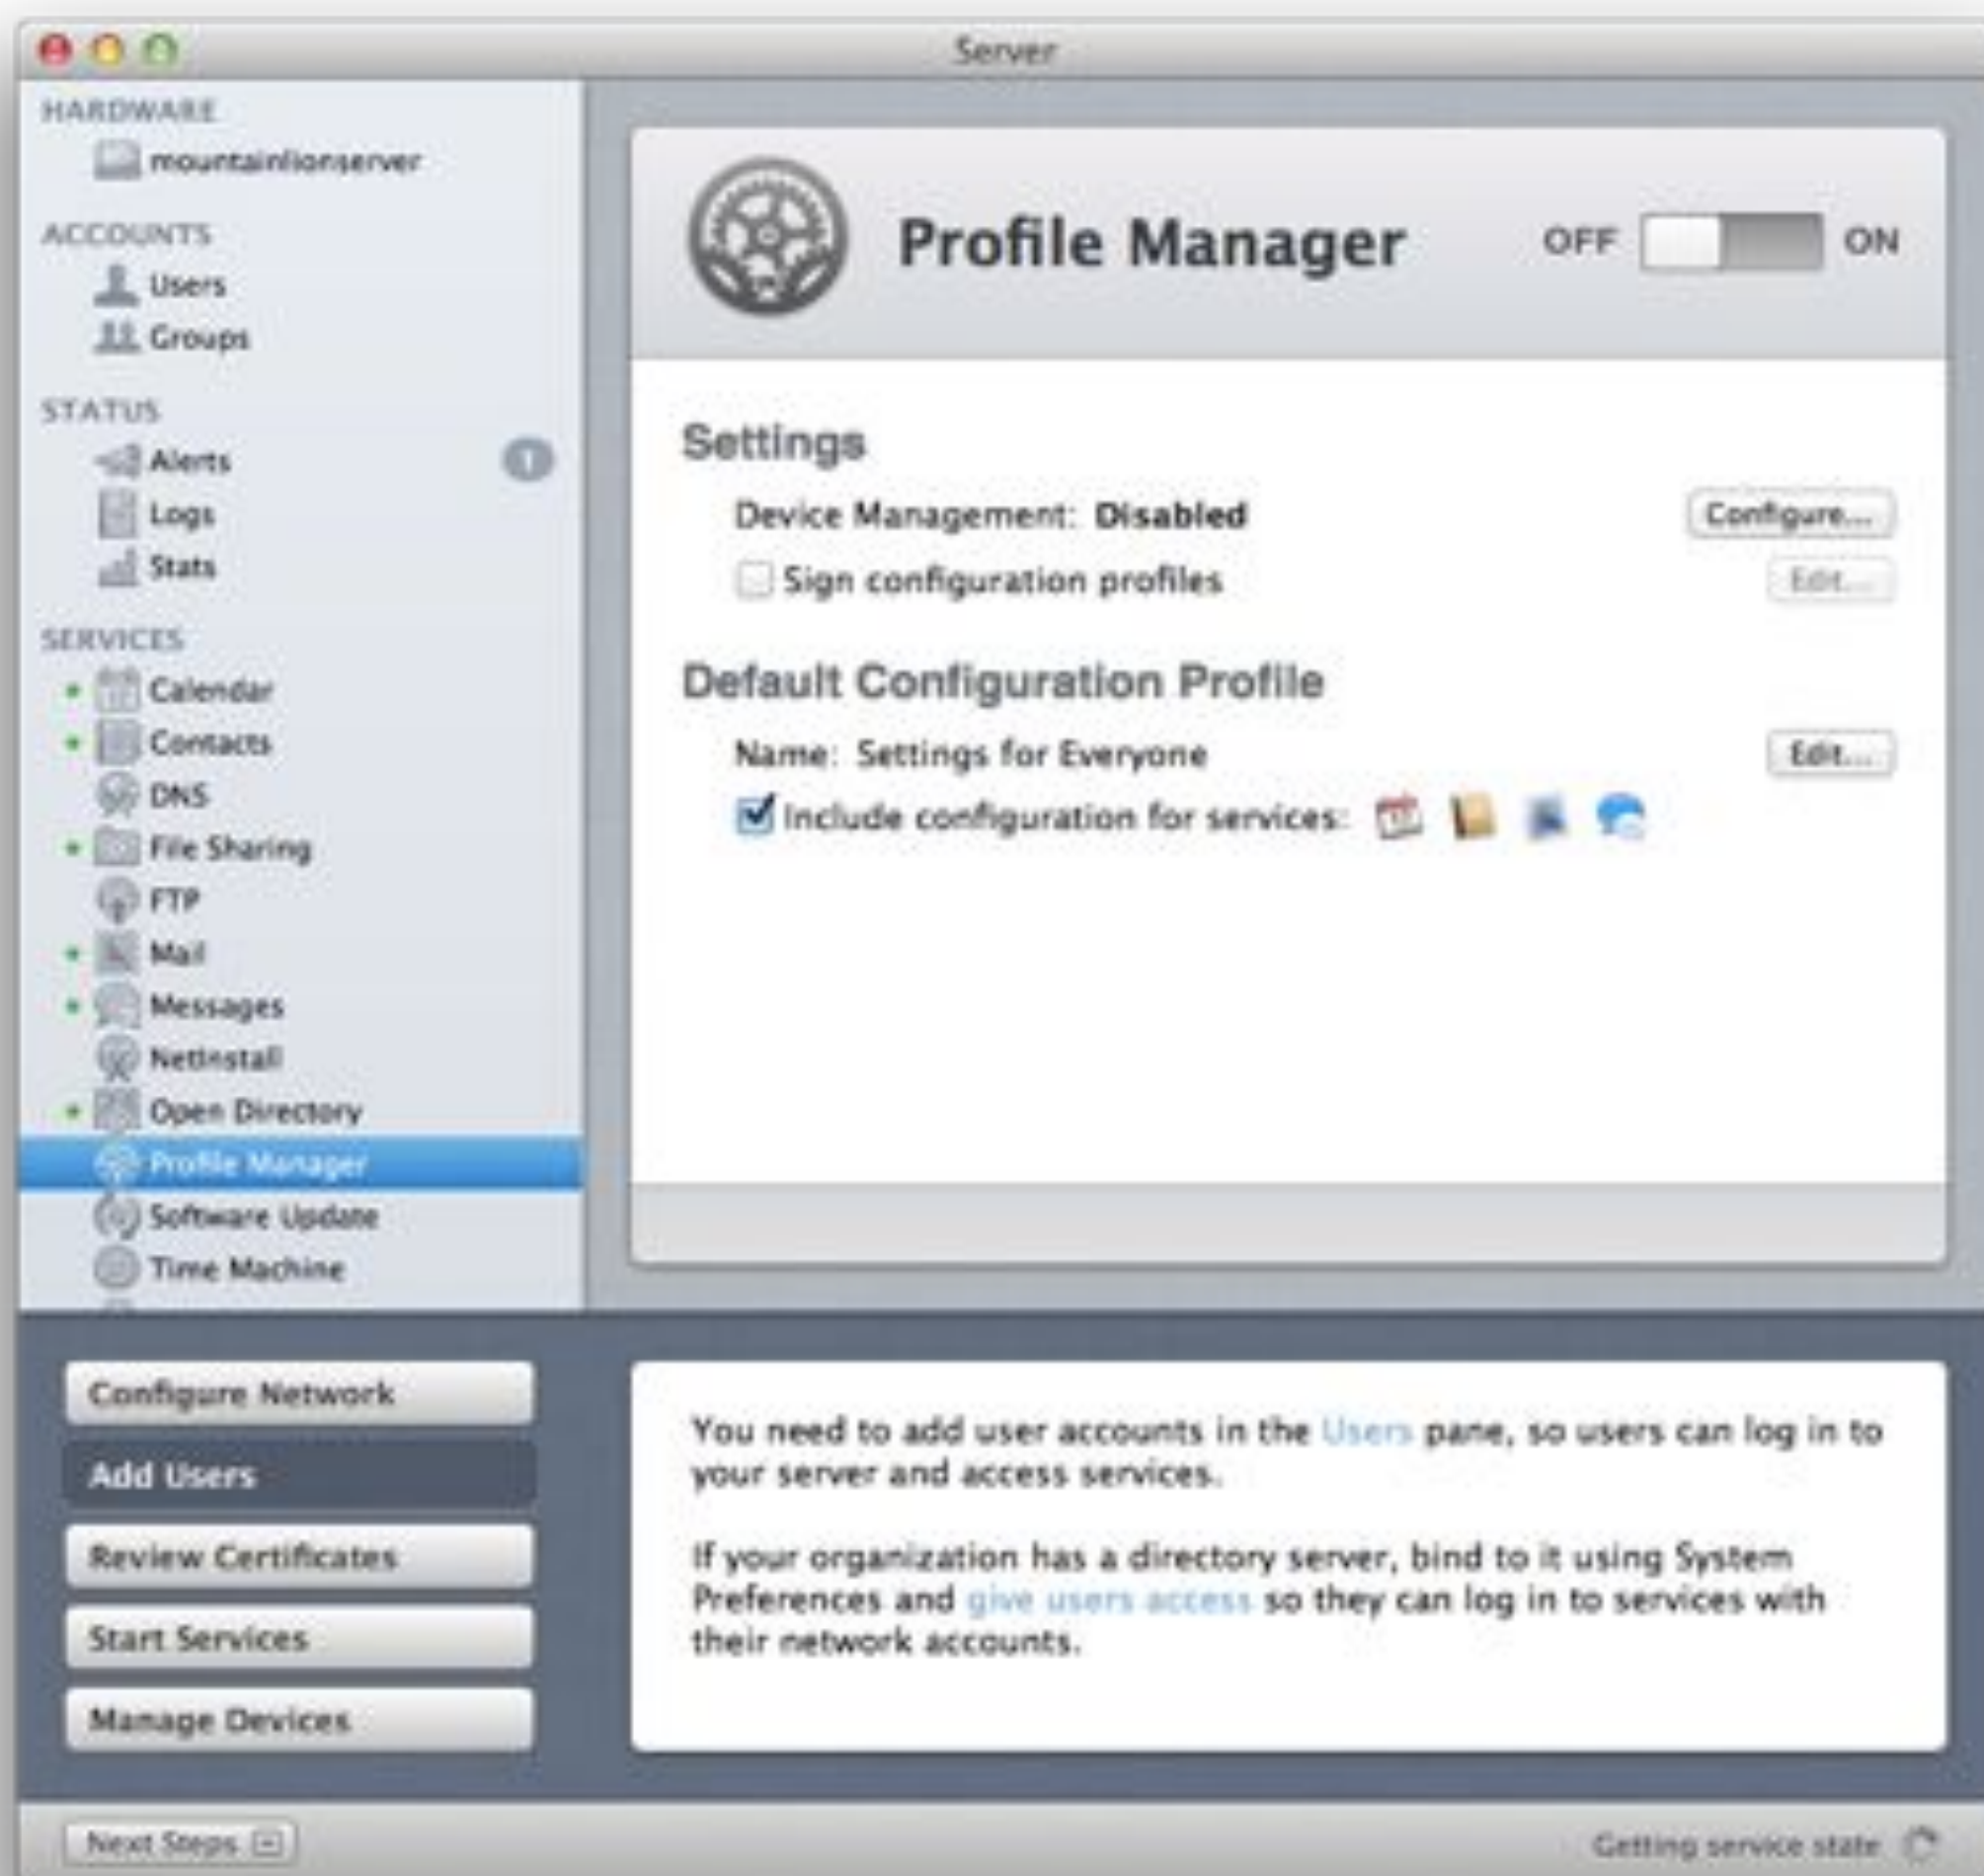 Server
HARDWARE
mountainlionserver
ACCOUNTS
Users
Groups
STATUS
Alerts 1
Logs
Stats
SERVICES
Calendar
Contacts
DNS
File Sharing
FTP
Mail
Messages
NetInstall
Open Directory
Profile Manager
Software Update
Time Machine
Profile Manager
OFF ON
Settings
Device Management: Disabled
Configure...
Sign configuration profiles
Edit...
Default Configuration Profile
Name: Settings for Everyone
Edit...
Include configuration for services:
Configure Network
Add Users
Review Certificates
Start Services
Manage Devices
You need to add user accounts in the Users pane, so users can log in to
your server and access services.
If your organization has a directory server, bind to it using System
Preferences and give users access so they can log in to services with
their network accounts.
Next Steps
Getting service state